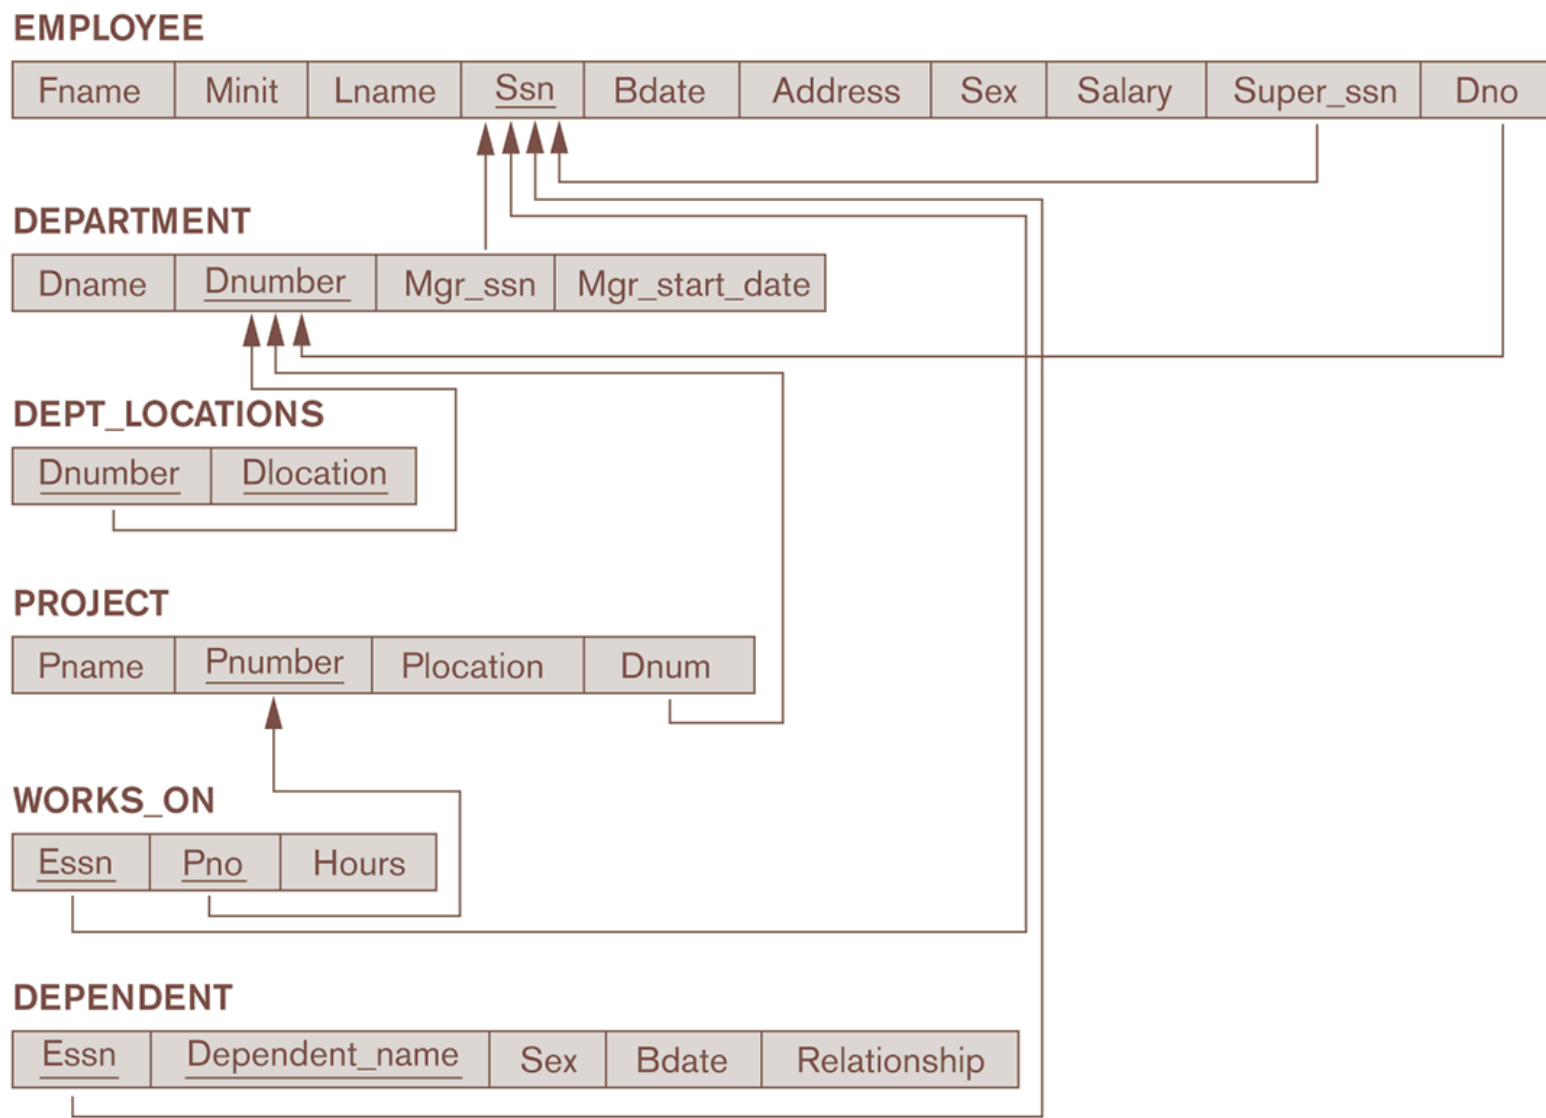 EMPLOYEE
Fname Minit Lname Ssn Bdate Address Sex Salary Super_ssn Dno
DEPARTMENT
Dname Dnumber Mgr_ssn Mgr_start_date
DEPT_LOCATIONS
Dnumber Dlocation
PROJECT
Pname Pnumber Plocation Dnum
WORKS_ON
Essn Pno Hours
DEPENDENT
Essn Dependent_name Sex Bdate Relationship